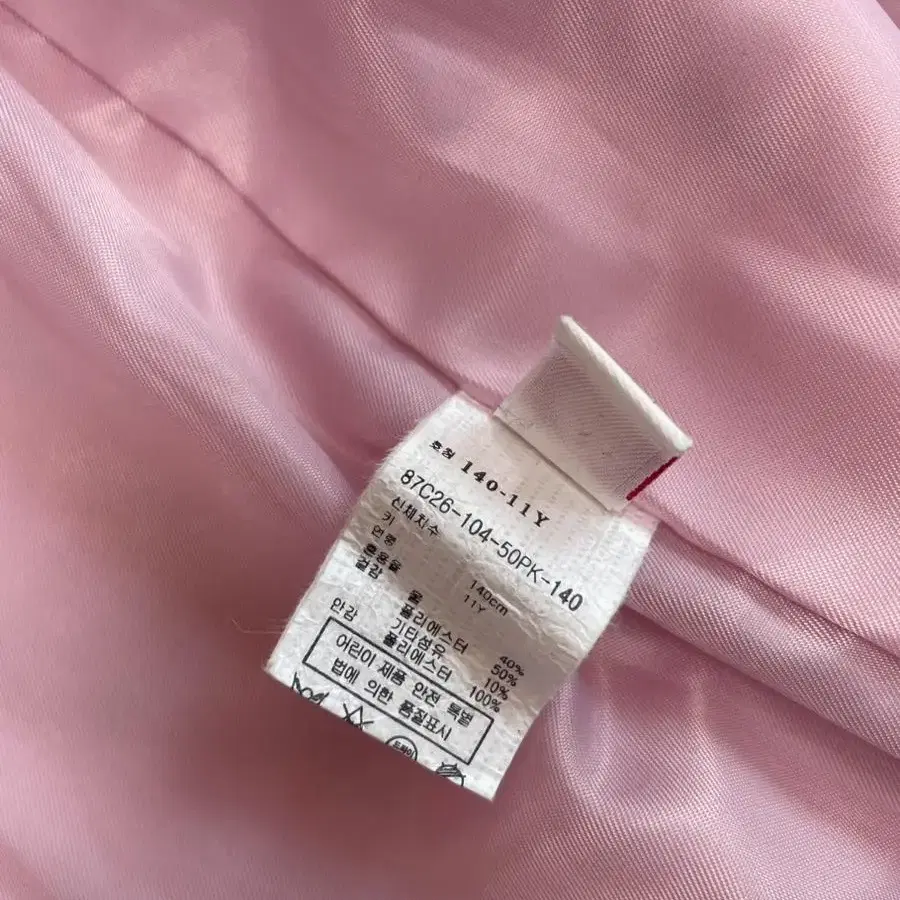 호칭 140-11Y
87C26-104-50PK-140
신체치수
키 140cm
연령 11Y
혼용율
겉감 울 40%
폴리에스터 50%
기타섬유 10%
안감 폴리에스터 100%
어린이 제품 안전 특별
법에 의한 품질표시
드라이